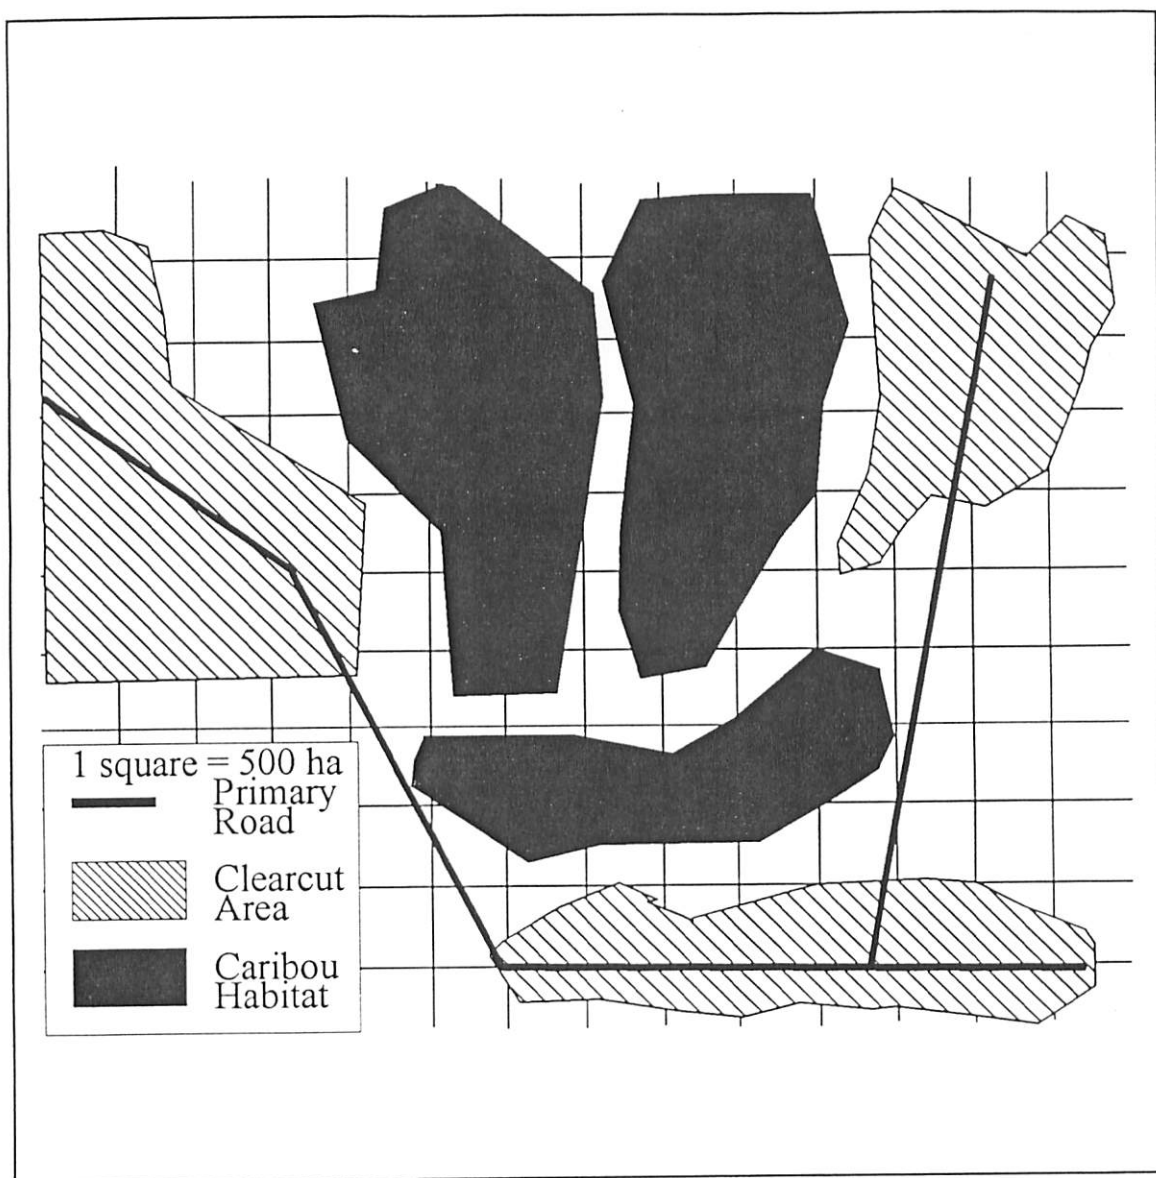 1 square = 500 ha
Primary
Road
Clearcut
Area
Caribou
Habitat